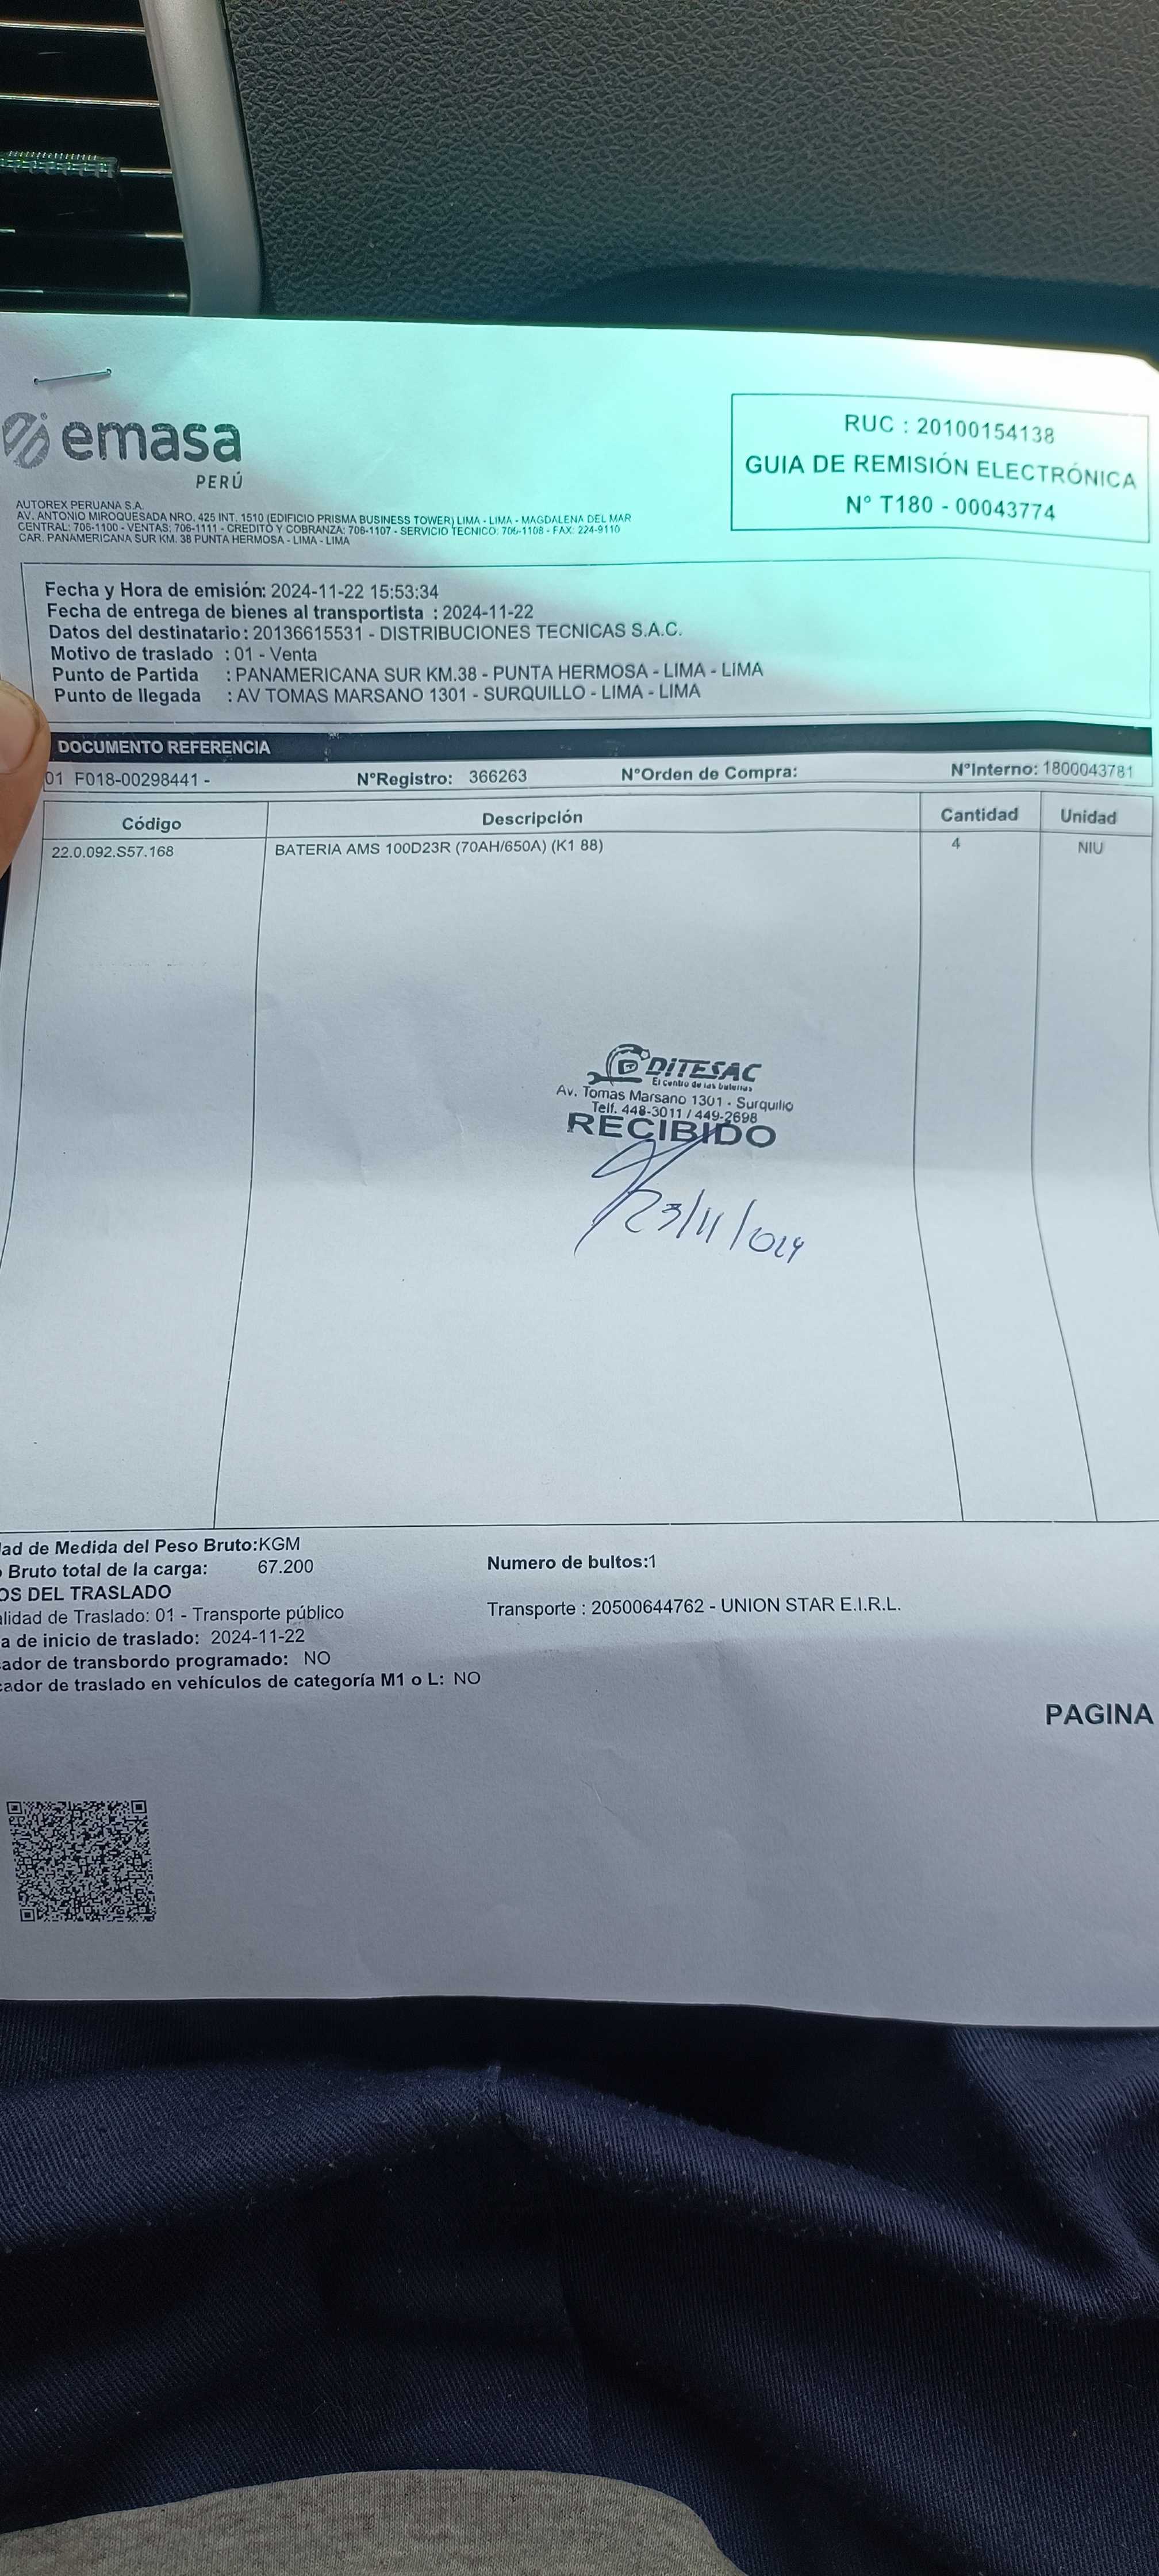 emasa
PERÚ
RUC : 20100154138
GUIA DE REMISIÓN ELECTRÓNICA
N° T180 - 00043774
AUTOREX PERUANA S.A.
AV. ANTONIO MIROQUESADA NRO. 425 INT. 1510 (EDIFICIO PRISMA BUSINESS TOWER) LIMA - LIMA - MAGDALENA DEL MAR
CENTRAL: 706-1100 - VENTAS: 706-1111 - CREDITO Y COBRANZA: 706-1107 - SERVICIO TECNICO: 706-1108 - FAX: 224-9110
CAR. PANAMERICANA SUR KM. 38 PUNTA HERMOSA - LIMA - LIMA
Fecha y Hora de emisión: 2024-11-22 15:53:34
Fecha de entrega de bienes al transportista : 2024-11-22
Datos del destinatario: 20136615531 - DISTRIBUCIONES TECNICAS S.A.C.
Motivo de traslado : 01 - Venta
Punto de Partida : PANAMERICANA SUR KM.38 - PUNTA HERMOSA - LIMA - LIMA
Punto de llegada : AV TOMAS MARSANO 1301 - SURQUILLO - LIMA - LIMA
DOCUMENTO REFERENCIA
01 F018-00298441 - N°Registro: 366263 N°Orden de Compra: N°Interno: 1800043781
Código Descripción Cantidad Unidad
22.0.092.S57.168 BATERIA AMS 100D23R (70AH/650A) (K1 88) 4 NIU
DITESAC
El centro de las baterias
Av. Tomas Marsano 1301 - Surquillo
Telf. 448-3011 / 449-2698
RECIBIDO
23/11/024
dad de Medida del Peso Bruto:KGM
Bruto total de la carga: 67.200 Numero de bultos:1
OS DEL TRASLADO
alidad de Traslado: 01 - Transporte público Transporte : 20500644762 - UNION STAR E.I.R.L.
a de inicio de traslado: 2024-11-22
cador de transbordo programado: NO
cador de traslado en vehículos de categoría M1 o L: NO
PAGINA